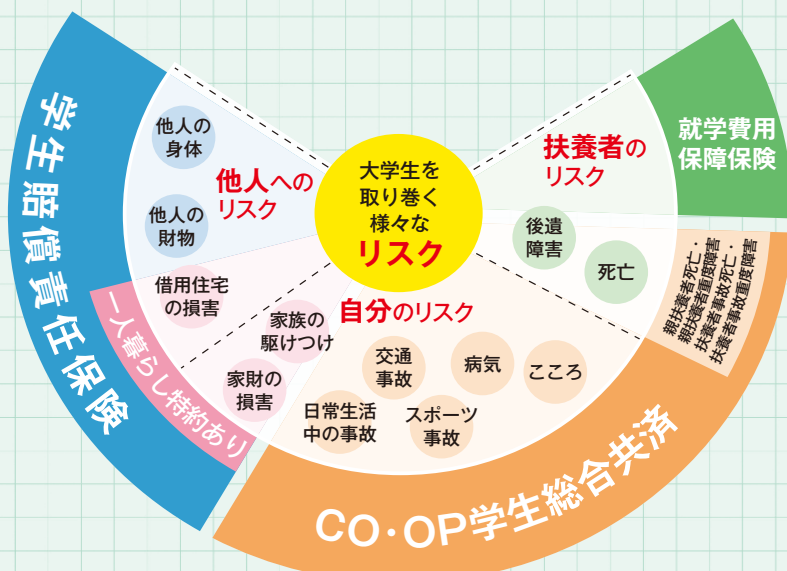 大学生を
取り巻く
様々な
リスク
他人への
リスク
他人の
身体
他人の
財物
借用住宅
の損害
学生賠償責任保険
一人暮らし特約あり
自分のリスク
家族の
駆けつけ
家財の
損害
交通
事故
病気
こころ
日常生活
中の事故
スポーツ
事故
CO・OP学生総合共済
扶養者の
リスク
後遺
障害
死亡
就学費用
保障保険
親扶養者死亡・
親扶養者重度障害
扶養者事故死亡・
扶養者事故重度障害